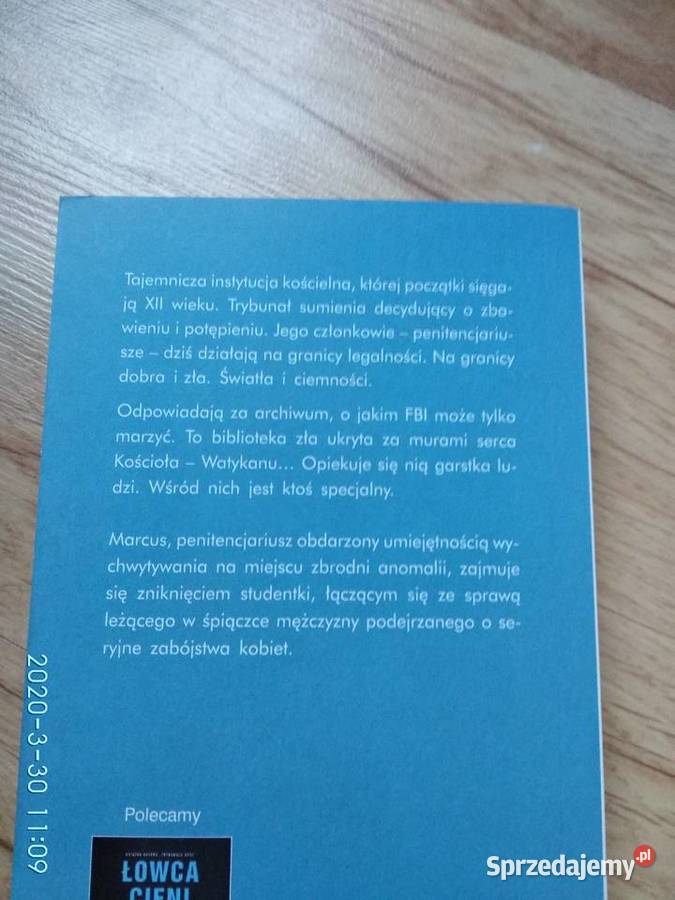 Tajemnicza instytucja kościelna, której początki sięga-
ją XII wieku. Trybunał sumienia decydujący o zba-
wieniu i potępieniu. Jego członkowie – penitencjariu-
sze – dziś działają na granicy legalności. Na granicy
dobra i zła. Światła i ciemności.
Odpowiadają za archiwum, o jakim FBI może tylko
marzyć. To biblioteka zła ukryta za murami serca
Kościoła – Watykanu... Opiekuje się nią garstka lu-
dzi. Wśród nich jest ktoś specjalny.
Marcus, penitencjariusz obdarzony umiejętnością wy-
chwytywania na miejscu zbrodni anomalii, zajmuje
się zniknięciem studentki, łączącym się ze sprawą
leżącego w śpiączce mężczyzny podejrzanego o se-
ryjne zabójstwa kobiet.
Polecamy
ŁOWCA
CIENI
2020-3-30 11:09
Sprzedajemy.pl